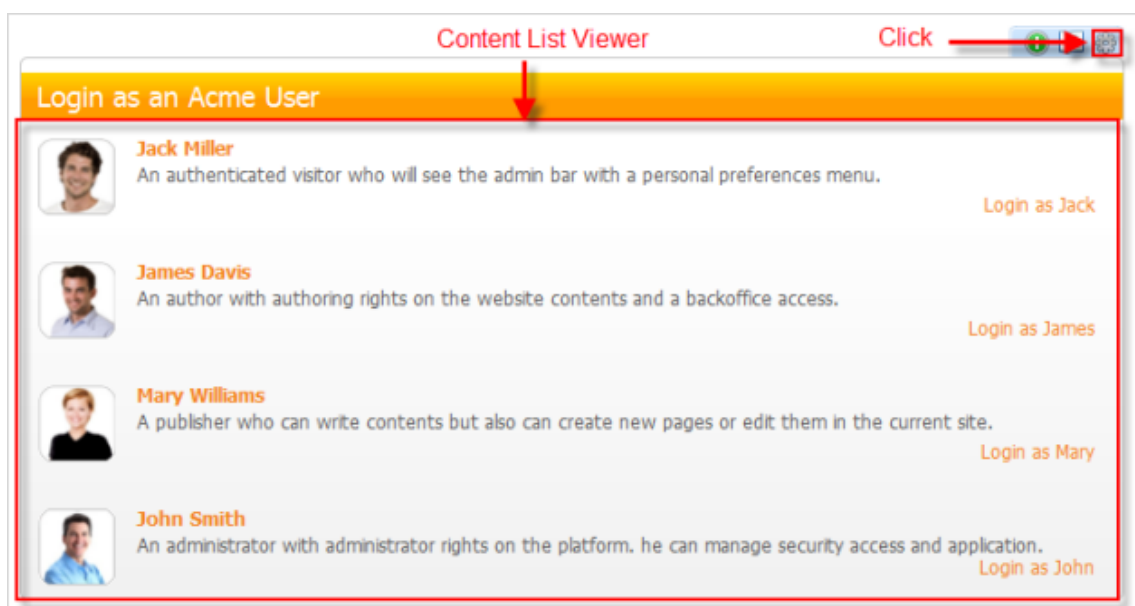 Content List Viewer
Click
Login as an Acme User
Jack Miller
An authenticated visitor who will see the admin bar with a personal preferences menu.
Login as Jack
James Davis
An author with authoring rights on the website contents and a backoffice access.
Login as James
Mary Williams
A publisher who can write contents but also can create new pages or edit them in the current site.
Login as Mary
John Smith
An administrator with administrator rights on the platform. he can manage security access and application.
Login as John